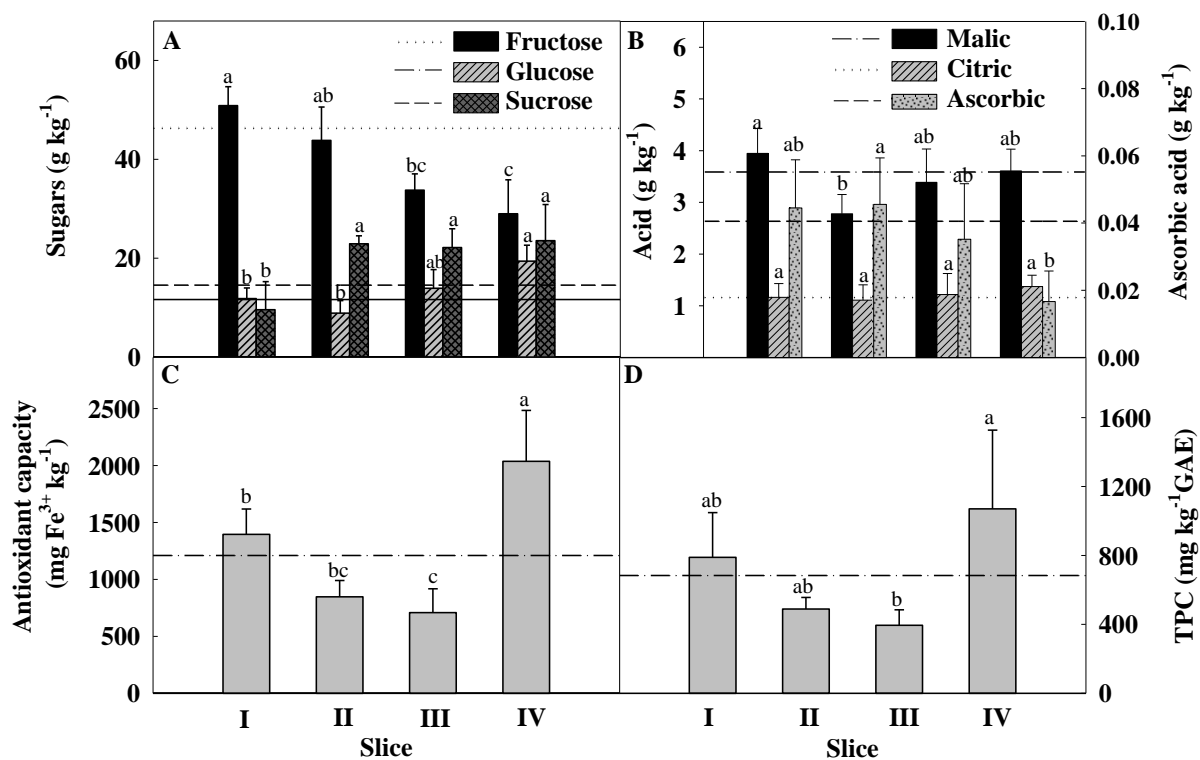 A
Fructose
Glucose
Sucrose
Sugars (g kg-1)
60
40
20
0
a
b
b
ab
b
a
bc
ab
a
c
a
a
B
Malic
Citric
Ascorbic
Acid (g kg-1)
6
5
4
3
2
1
a
a
ab
b
a
a
ab
a
ab
ab
a
b
0.10
0.08
0.06
0.04
0.02
0.00
Ascorbic acid (g kg-1)
C
Antioxidant capacity
(mg Fe3+ kg-1)
2500
2000
1500
1000
500
0
b
bc
c
a
I
II
III
IV
Slice
D
ab
ab
b
a
1600
1200
800
400
0
TPC (mg kg-1GAE)
I
II
III
IV
Slice